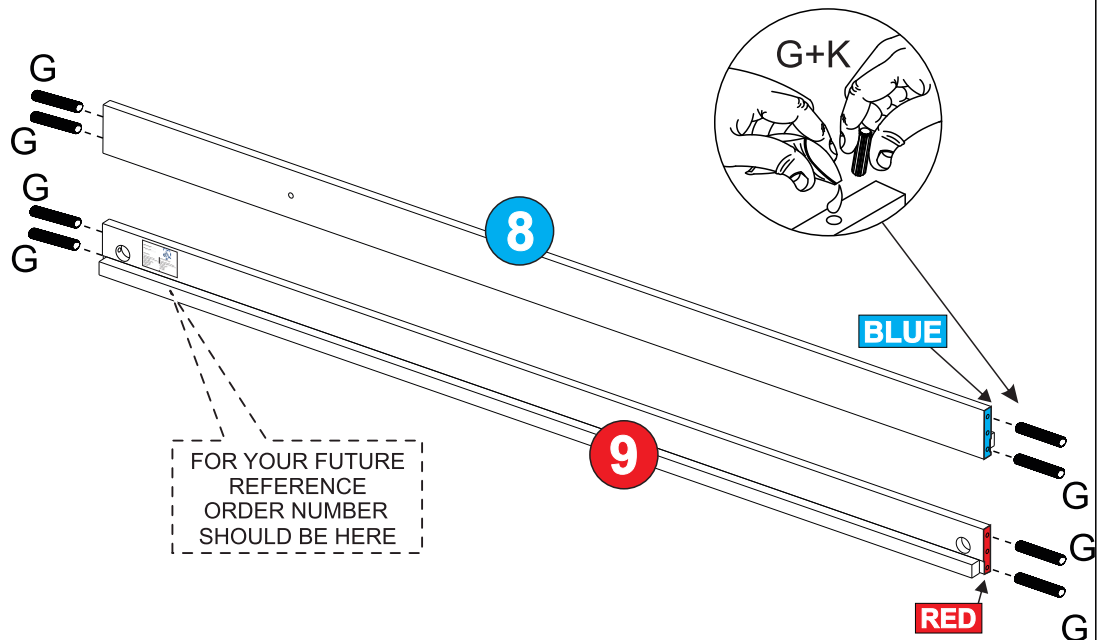 G+K
G
G
G
G
8
BLUE
9
FOR YOUR FUTURE
REFERENCE
ORDER NUMBER
SHOULD BE HERE
G
G
RED
G